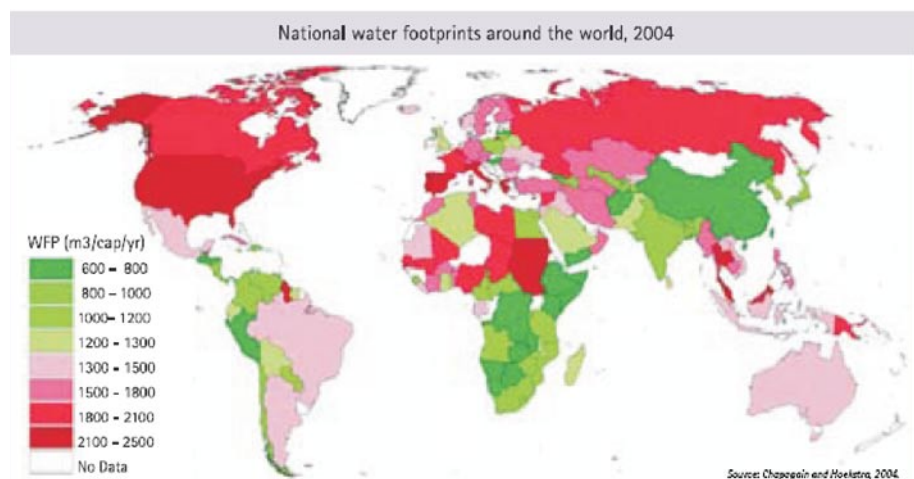 National water footprints around the world, 2004
WFP (m3/cap/yr)
600 - 800
800 - 1000
1000- 1200
1200 - 1300
1300 - 1500
1500 - 1800
1800 - 2100
2100 - 2500
No Data
Source: Chapagain and Hoekstra, 2004.